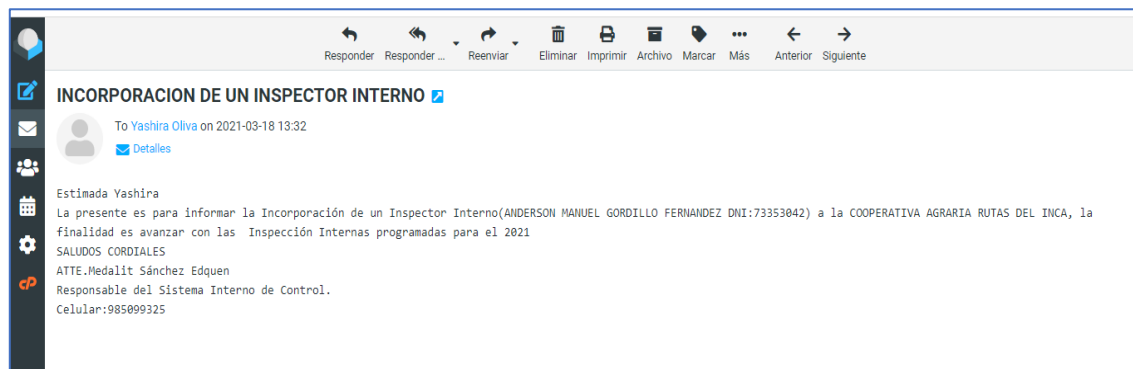 Responder Responder ... Reenviar Eliminar Imprimir Archivo Marcar Más Anterior Siguiente
INCORPORACION DE UN INSPECTOR INTERNO
To Yashira Oliva on 2021-03-18 13:32
Detalles
Estimada Yashira
La presente es para informar la Incorporación de un Inspector Interno(ANDERSON MANUEL GORDILLO FERNANDEZ DNI:73353042) a la COOPERATIVA AGRARIA RUTAS DEL INCA, la
finalidad es avanzar con las  Inspección Internas programadas para el 2021
SALUDOS CORDIALES
ATTE.Medalit Sánchez Edquen
Responsable del Sistema Interno de Control.
Celular:985099325
cP